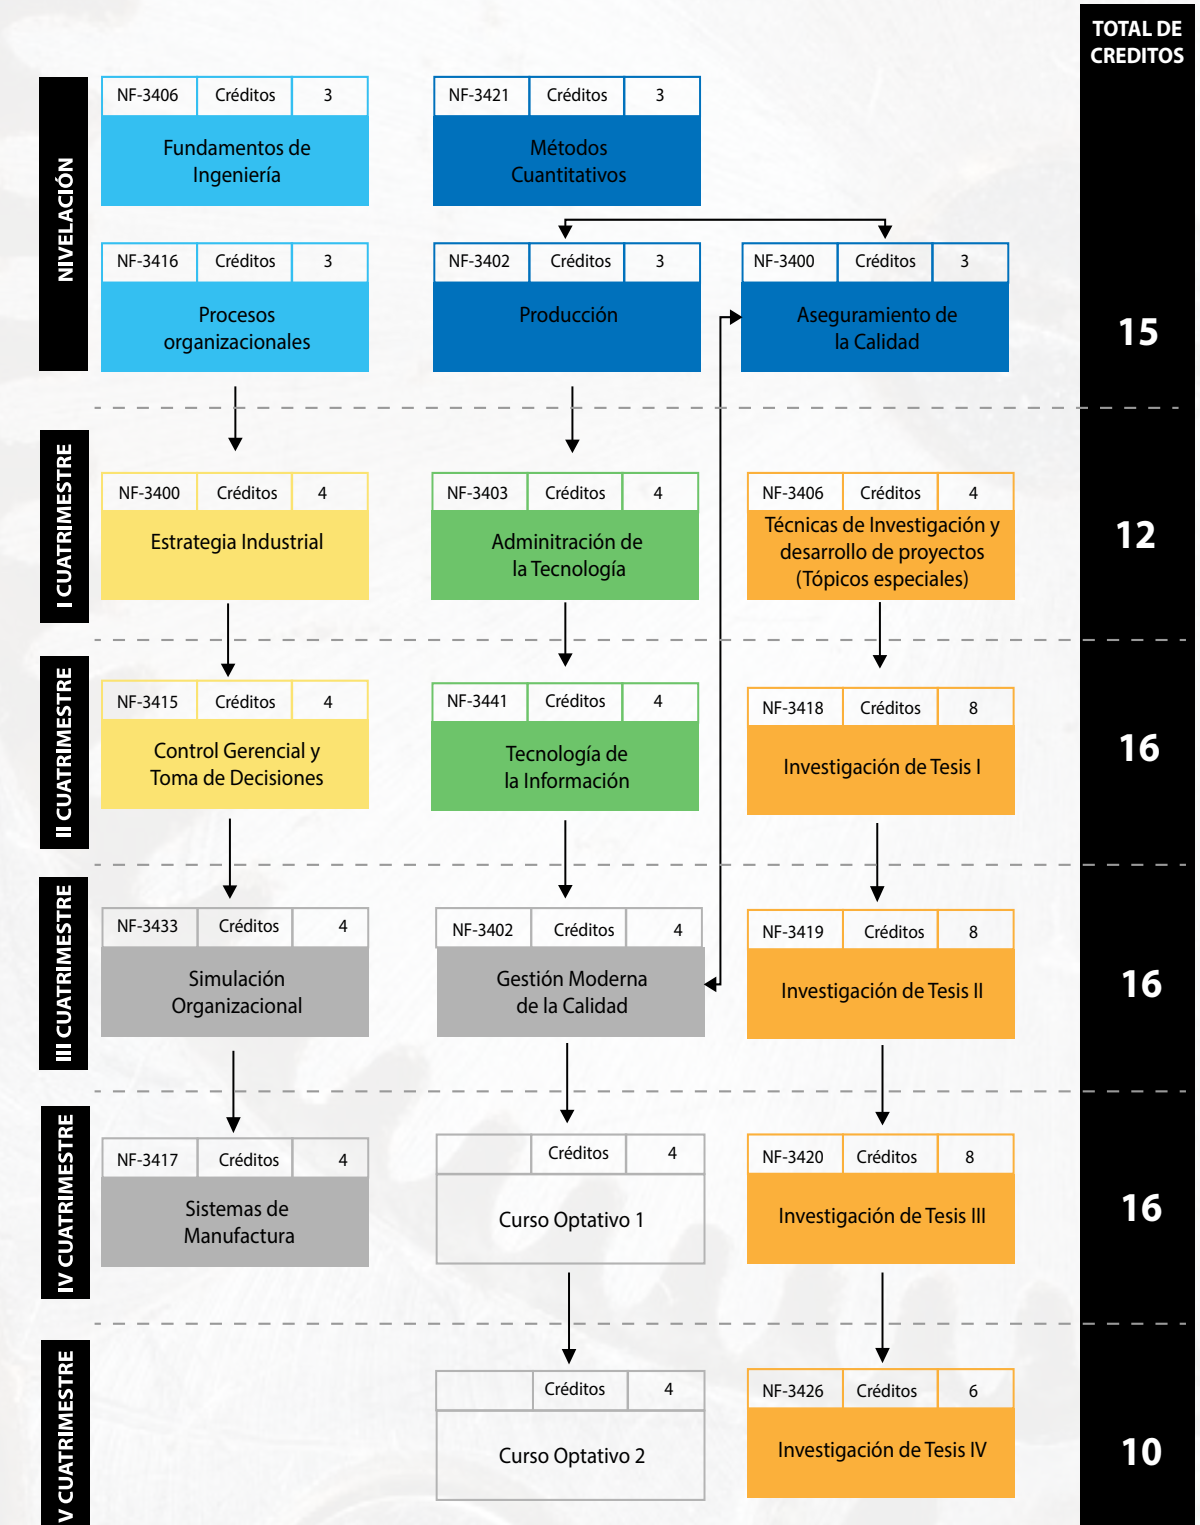 TOTAL DE
CREDITOS
NIVELACIÓN
NF-3406 Créditos 3
Fundamentos de
Ingeniería
NF-3421 Créditos 3
Métodos
Cuantitativos
NF-3416 Créditos 3
Procesos
organizacionales
NF-3402 Créditos 3
Producción
NF-3400 Créditos 3
Aseguramiento de
la Calidad
15
I CUATRIMESTRE
NF-3400 Créditos 4
Estrategia Industrial
NF-3403 Créditos 4
Adminitración de
la Tecnología
NF-3406 Créditos 4
Técnicas de Investigación y
desarrollo de proyectos
(Tópicos especiales)
12
II CUATRIMESTRE
NF-3415 Créditos 4
Control Gerencial y
Toma de Decisiones
NF-3441 Créditos 4
Tecnología de
la Información
NF-3418 Créditos 8
Investigación de Tesis I
16
III CUATRIMESTRE
NF-3433 Créditos 4
Simulación
Organizacional
NF-3402 Créditos 4
Gestión Moderna
de la Calidad
NF-3419 Créditos 8
Investigación de Tesis II
16
IV CUATRIMESTRE
NF-3417 Créditos 4
Sistemas de
Manufactura
Créditos 4
Curso Optativo 1
NF-3420 Créditos 8
Investigación de Tesis III
16
V CUATRIMESTRE
Créditos 4
Curso Optativo 2
NF-3426 Créditos 6
Investigación de Tesis IV
10